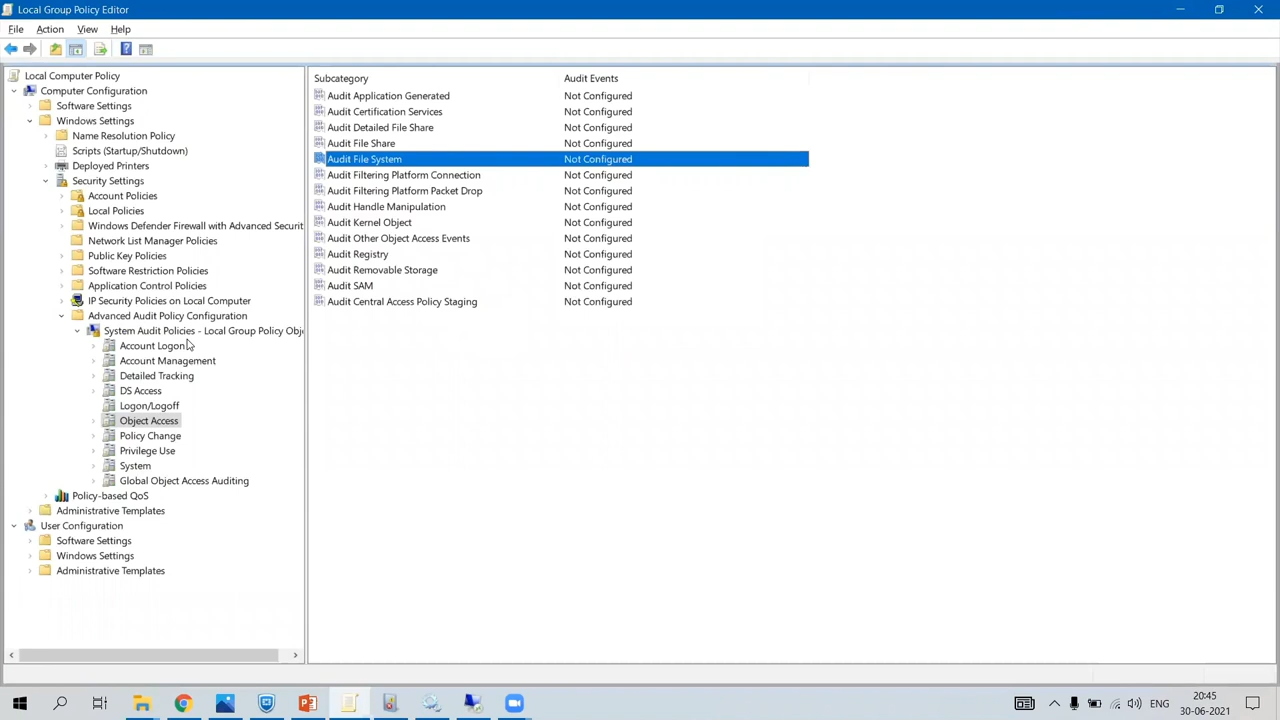 Local Group Policy Editor
File Action View Help
Local Computer Policy
Computer Configuration
Software Settings
Windows Settings
Name Resolution Policy
Scripts (Startup/Shutdown)
Deployed Printers
Security Settings
Account Policies
Local Policies
Windows Defender Firewall with Advanced Securit
Network List Manager Policies
Public Key Policies
Software Restriction Policies
Application Control Policies
IP Security Policies on Local Computer
Advanced Audit Policy Configuration
System Audit Policies - Local Group Policy Obje
Account Logon
Account Management
Detailed Tracking
DS Access
Logon/Logoff
Object Access
Policy Change
Privilege Use
System
Global Object Access Auditing
Policy-based QoS
Administrative Templates
User Configuration
Software Settings
Windows Settings
Administrative Templates
Subcategory Audit Events
Audit Application Generated Not Configured
Audit Certification Services Not Configured
Audit Detailed File Share Not Configured
Audit File Share Not Configured
Audit File System Not Configured
Audit Filtering Platform Connection Not Configured
Audit Filtering Platform Packet Drop Not Configured
Audit Handle Manipulation Not Configured
Audit Kernel Object Not Configured
Audit Other Object Access Events Not Configured
Audit Registry Not Configured
Audit Removable Storage Not Configured
Audit SAM Not Configured
Audit Central Access Policy Staging Not Configured
ENG
20:45
30-06-2021